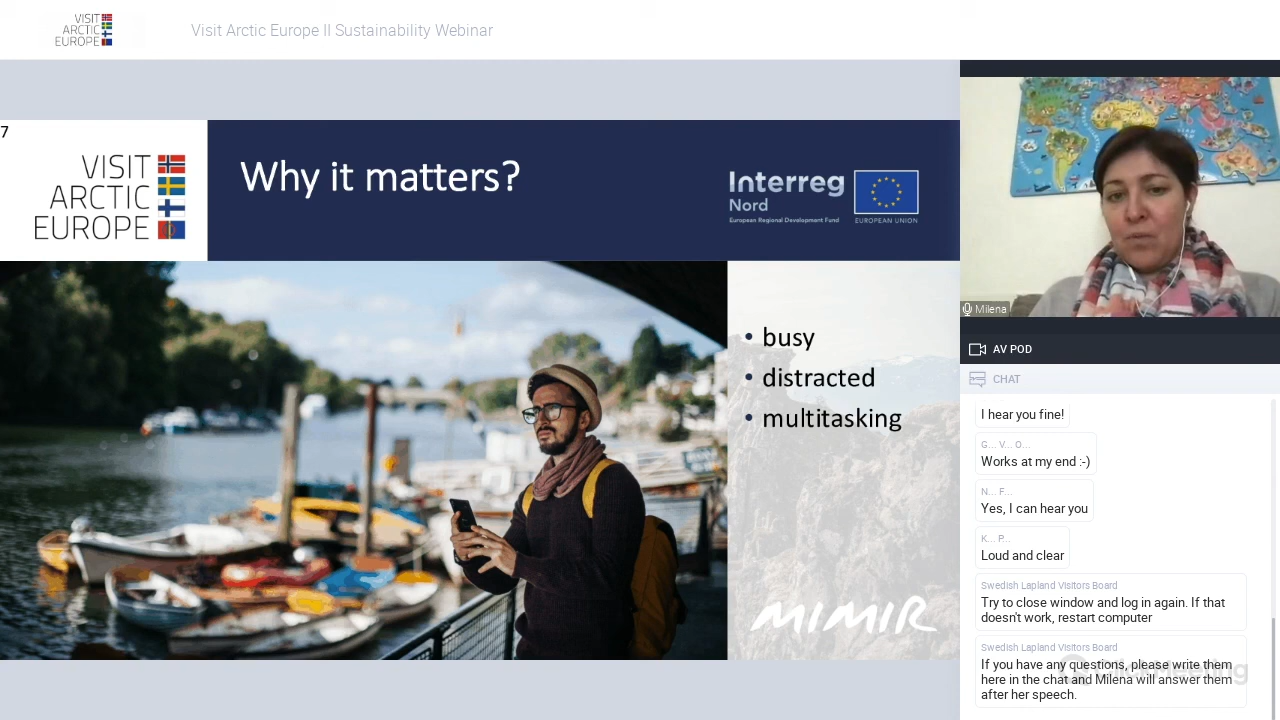 VISIT
ARCTIC
EUROPE
Visit Arctic Europe II Sustainability Webinar
7
VISIT
ARCTIC
EUROPE
Why it matters?
Interreg
Nord
European Regional Development Fund
EUROPEAN UNION
busy
distracted
multitasking
MIMIR
Milena
AV POD
CHAT
I hear you fine!
G... V... O...
Works at my end :-)
N... F...
Yes, I can hear you
K... P...
Loud and clear
Swedish Lapland Visitors Board
Try to close window and log in again. If that
doesn't work, restart computer
Swedish Lapland Visitors Board
If you have any questions, please write them
here in the chat and Milena will answer them
after her speech.